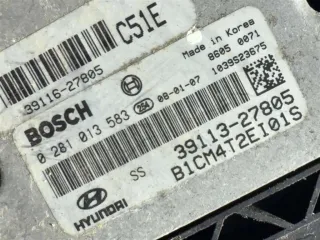 C51E
39116-27805
Made in Korea
8605 0071
1039S23675
BOSCH
0 281 013 583 264 08-01-07
39113-27805
B1CM4T2EI01S
SS
HYUNDAI